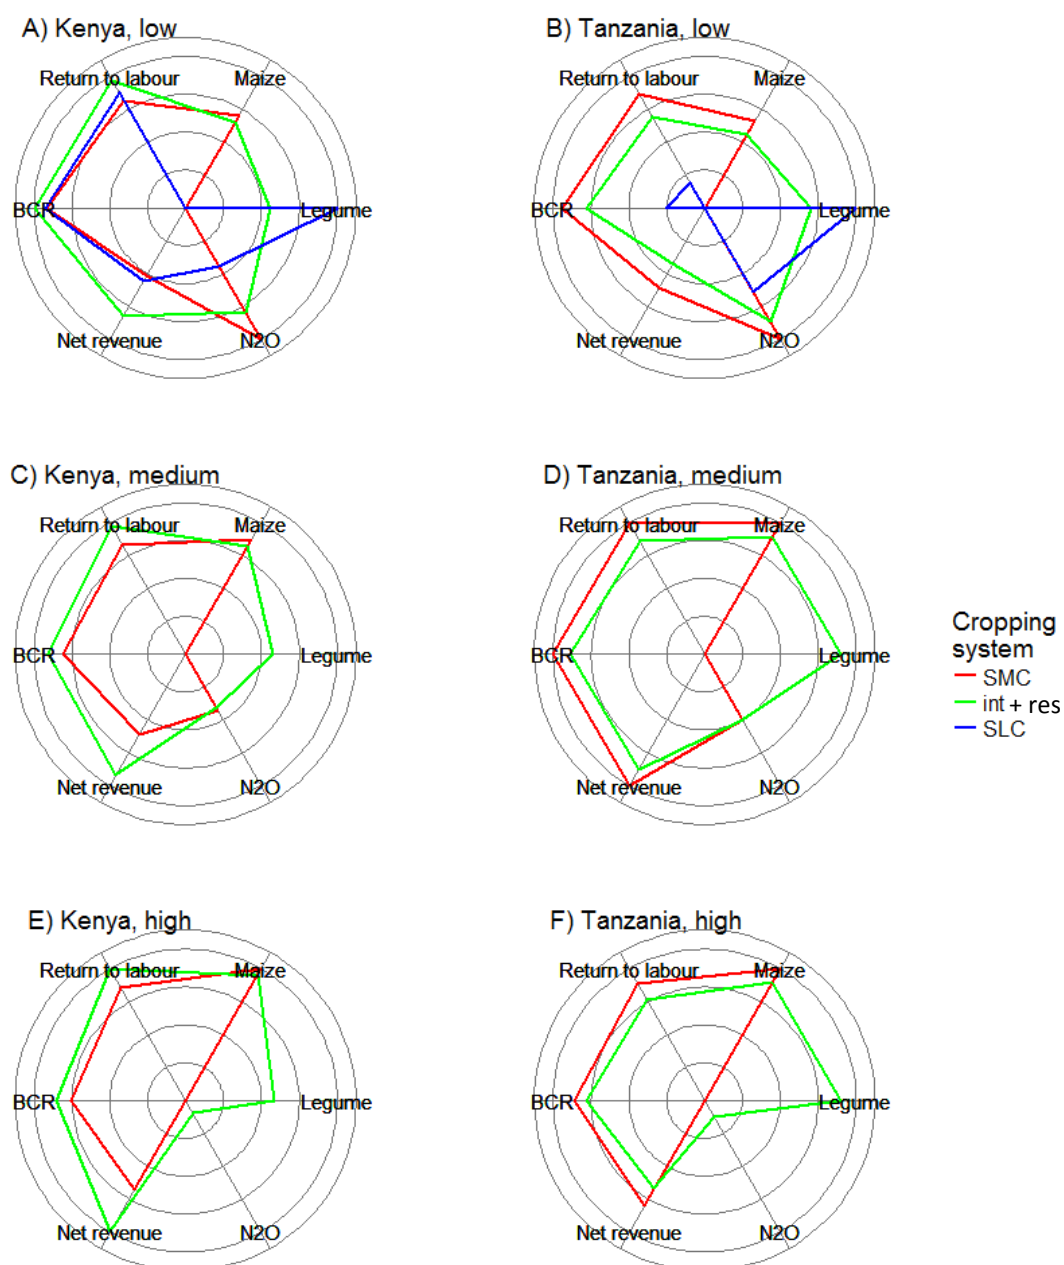 A) Kenya, low
B) Tanzania, low
Return to labour
Maize
Return to labour
Maize
BCR
Legume
BCR
Legume
Net revenue
N2O
Net revenue
N2O
C) Kenya, medium
D) Tanzania, medium
Return to labour
Maize
Return to labour
Maize
BCR
Legume
BCR
Legume
Net revenue
N2O
Net revenue
N2O
Cropping
system
SMC
int + res
SLC
E) Kenya, high
F) Tanzania, high
Return to labour
Maize
Return to labour
Maize
BCR
Legume
BCR
Legume
Net revenue
N2O
Net revenue
N2O